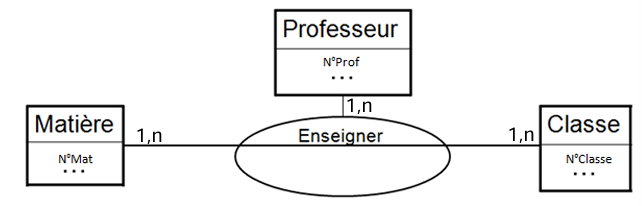 Professeur
N°Prof
...
1,n
Matière
N°Mat
...
1,n
Enseigner
1,n
Classe
N°Classe
...